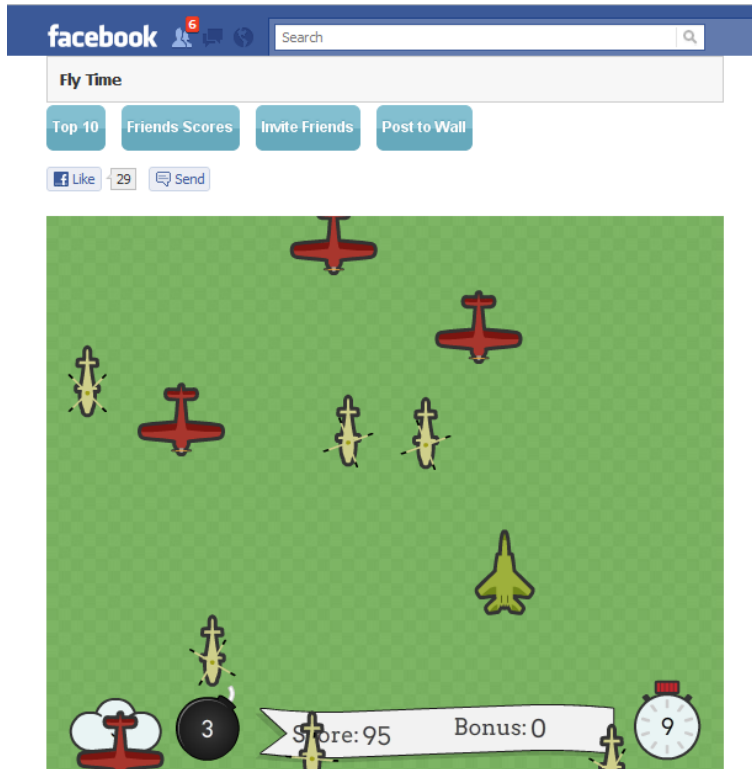 facebook 6 Search
Fly Time
Top 10 Friends Scores Invite Friends Post to Wall
Like 29 Send
3 Score: 95 Bonus: 0 9